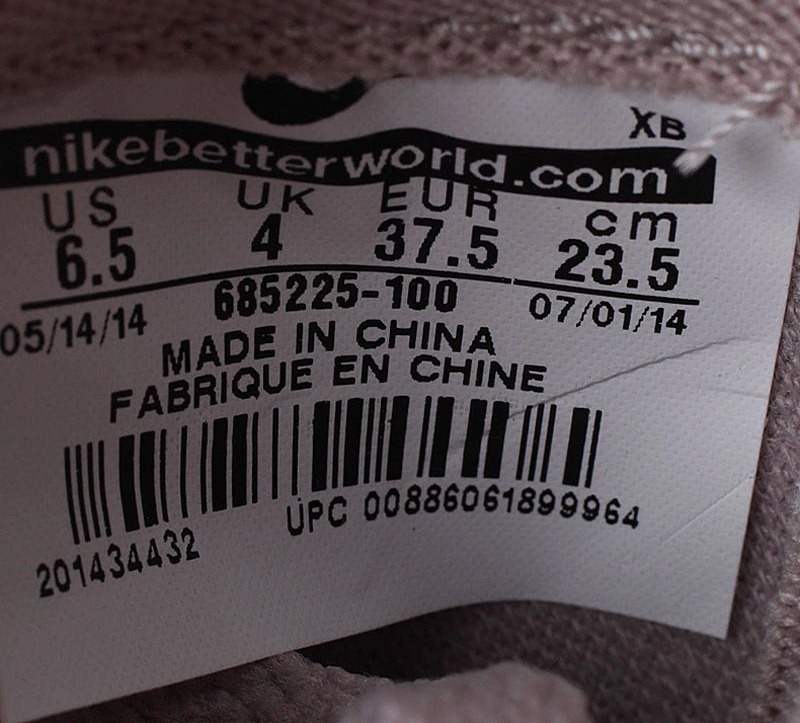 XB
nikebetterworld.com
US UK EUR cm
6.5 4 37.5 23.5
685225-100
05/14/14 07/01/14
MADE IN CHINA
FABRIQUE EN CHINE
UPC 00886061899964
201434432